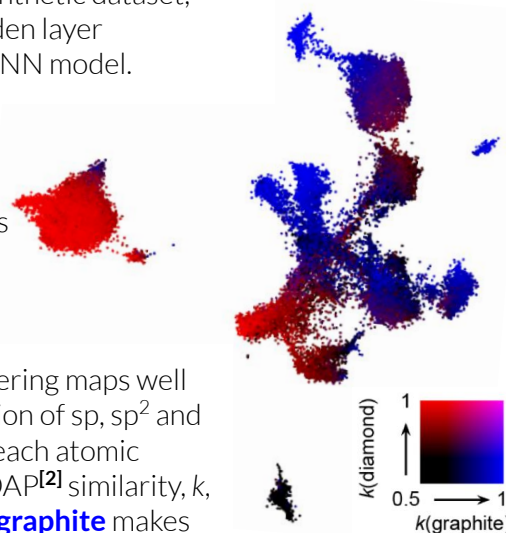 nthetic dataset,
den layer
NN model.
s
ering maps well
ion of sp, sp² and
each atomic
OAP[2] similarity, k,
graphite makes
k(diamond)
1
0.5
1
k(graphite)